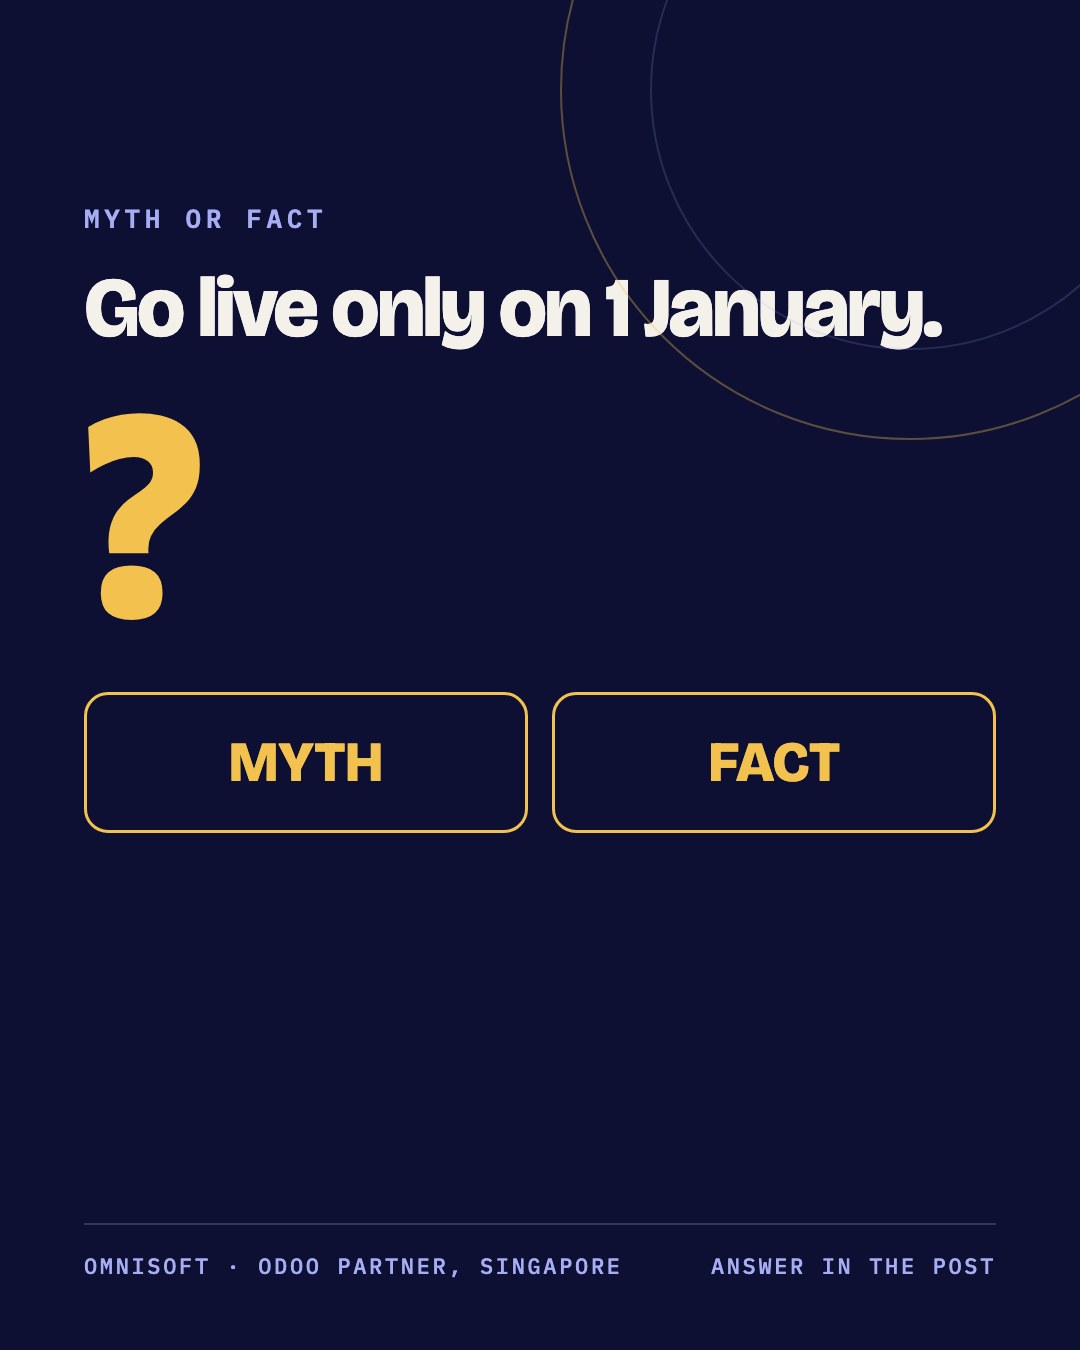 MYTH OR FACT
Go live only on 1 January.
?
MYTH
FACT
OMNISOFT · ODOO PARTNER, SINGAPORE
ANSWER IN THE POST